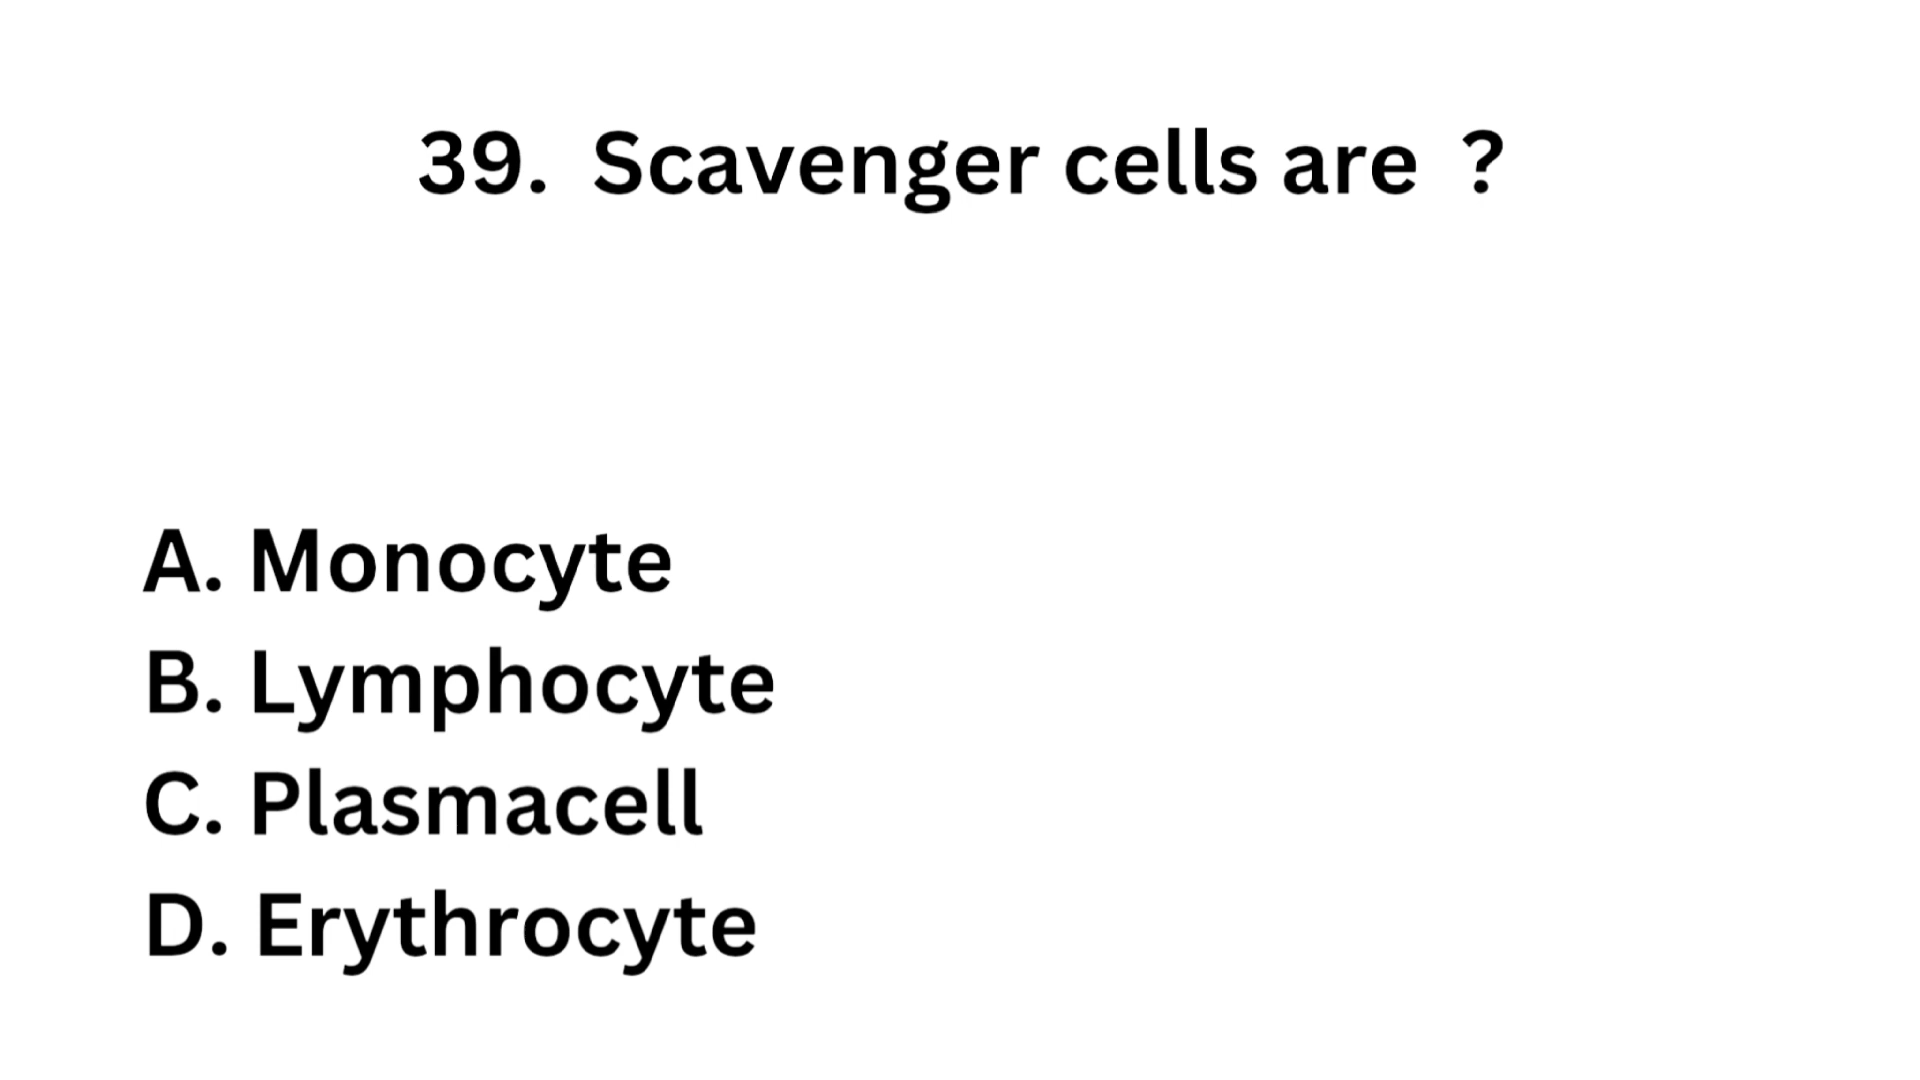 39. Scavenger cells are ?
A. Monocyte
B. Lymphocyte
C. Plasmacell
D. Erythrocyte